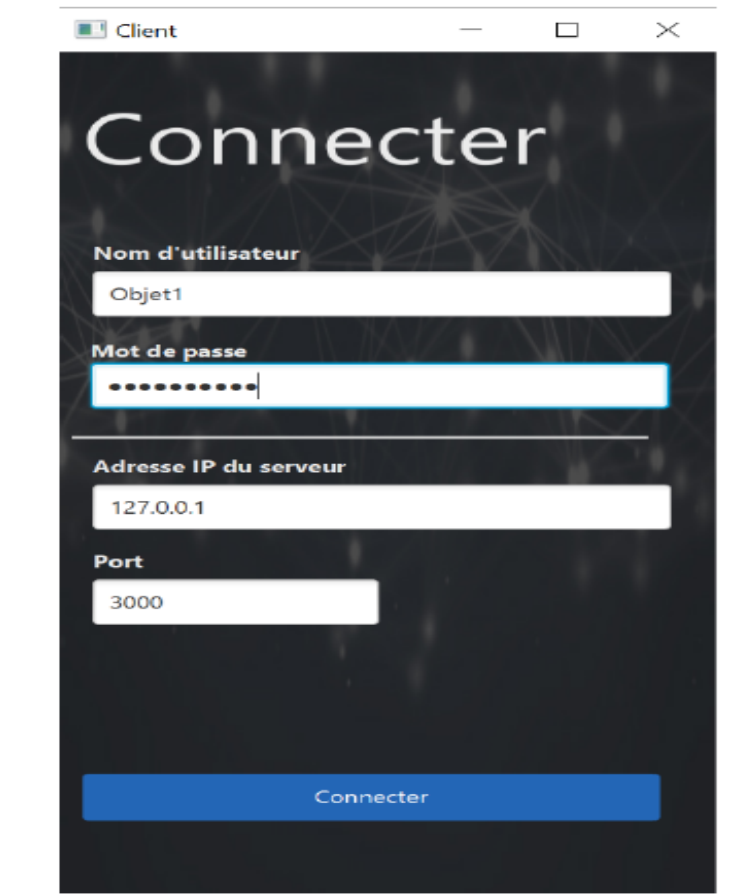 Client
Connecter
Nom d'utilisateur
Objet1
Mot de passe
••••••••••
Adresse IP du serveur
127.0.0.1
Port
3000
Connecter